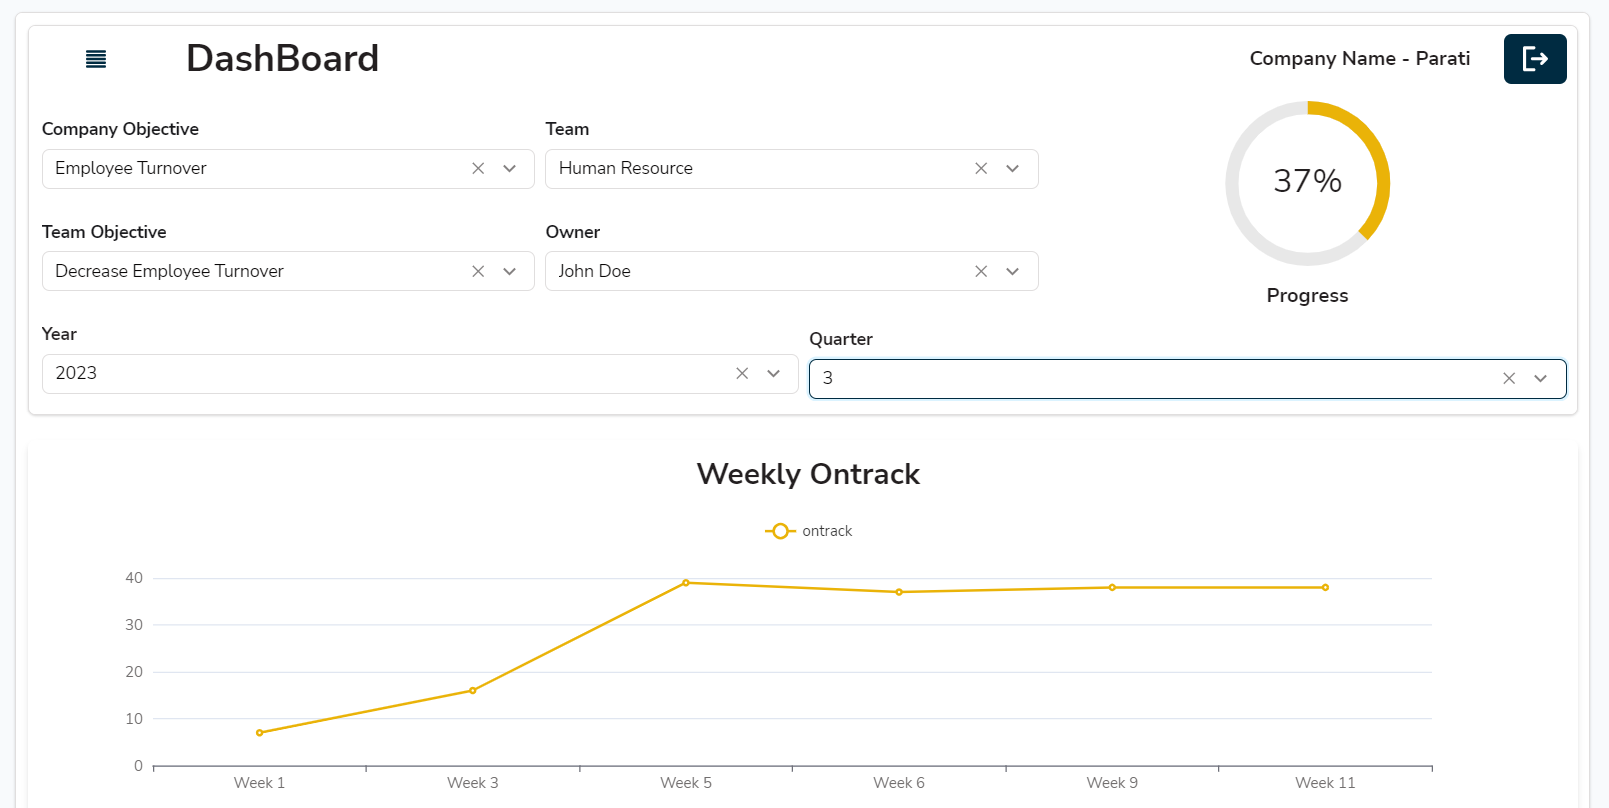 DashBoard
Company Name - Parati
Company Objective
Team
Employee Turnover
Human Resource
37%
Team Objective
Owner
Decrease Employee Turnover
John Doe
Progress
Year
Quarter
2023
3
Weekly Ontrack
ontrack
40
30
20
10
0
Week 1 Week 3 Week 5 Week 6 Week 9 Week 11